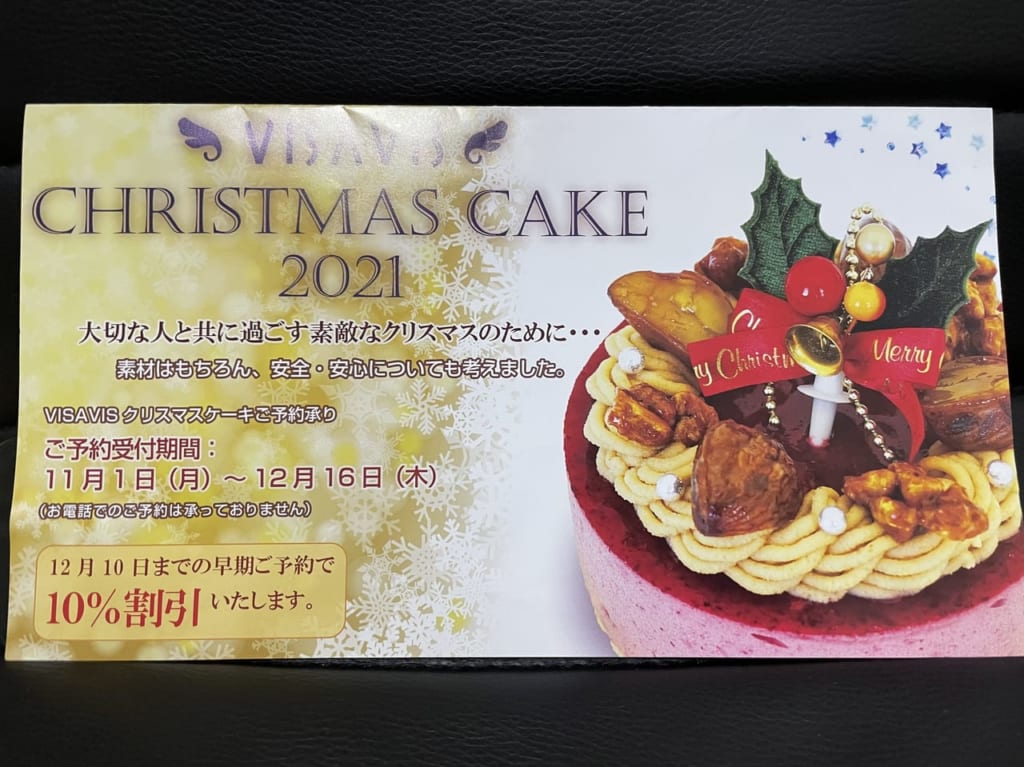 VISAVIS
CHRISTMAS CAKE
2021
大切な人と共に過ごす素敵なクリスマスのために・・・
素材はもちろん、安全・安心についても考えました。
VISAVIS クリスマスケーキご予約承り
ご予約受付期間：
11月1日（月）～12月16日（木）
（お電話でのご予約は承っておりません）
12月10日までの早期ご予約で
10%割引いたします。
Merry Christmas
Merry